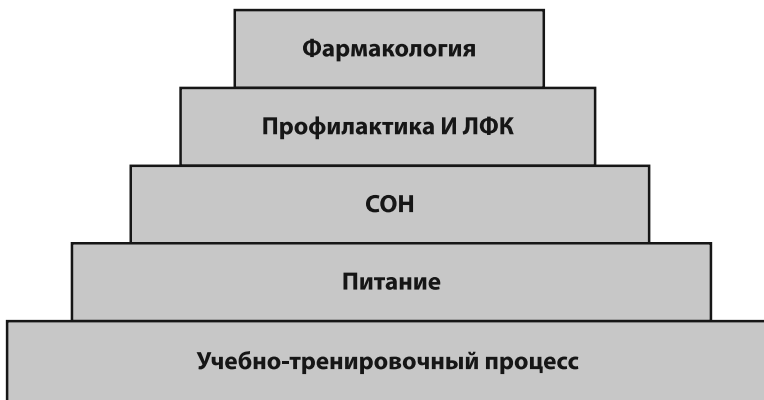 Фармакология
Профилактика И ЛФК
СОН
Питание
Учебно-тренировочный процесс